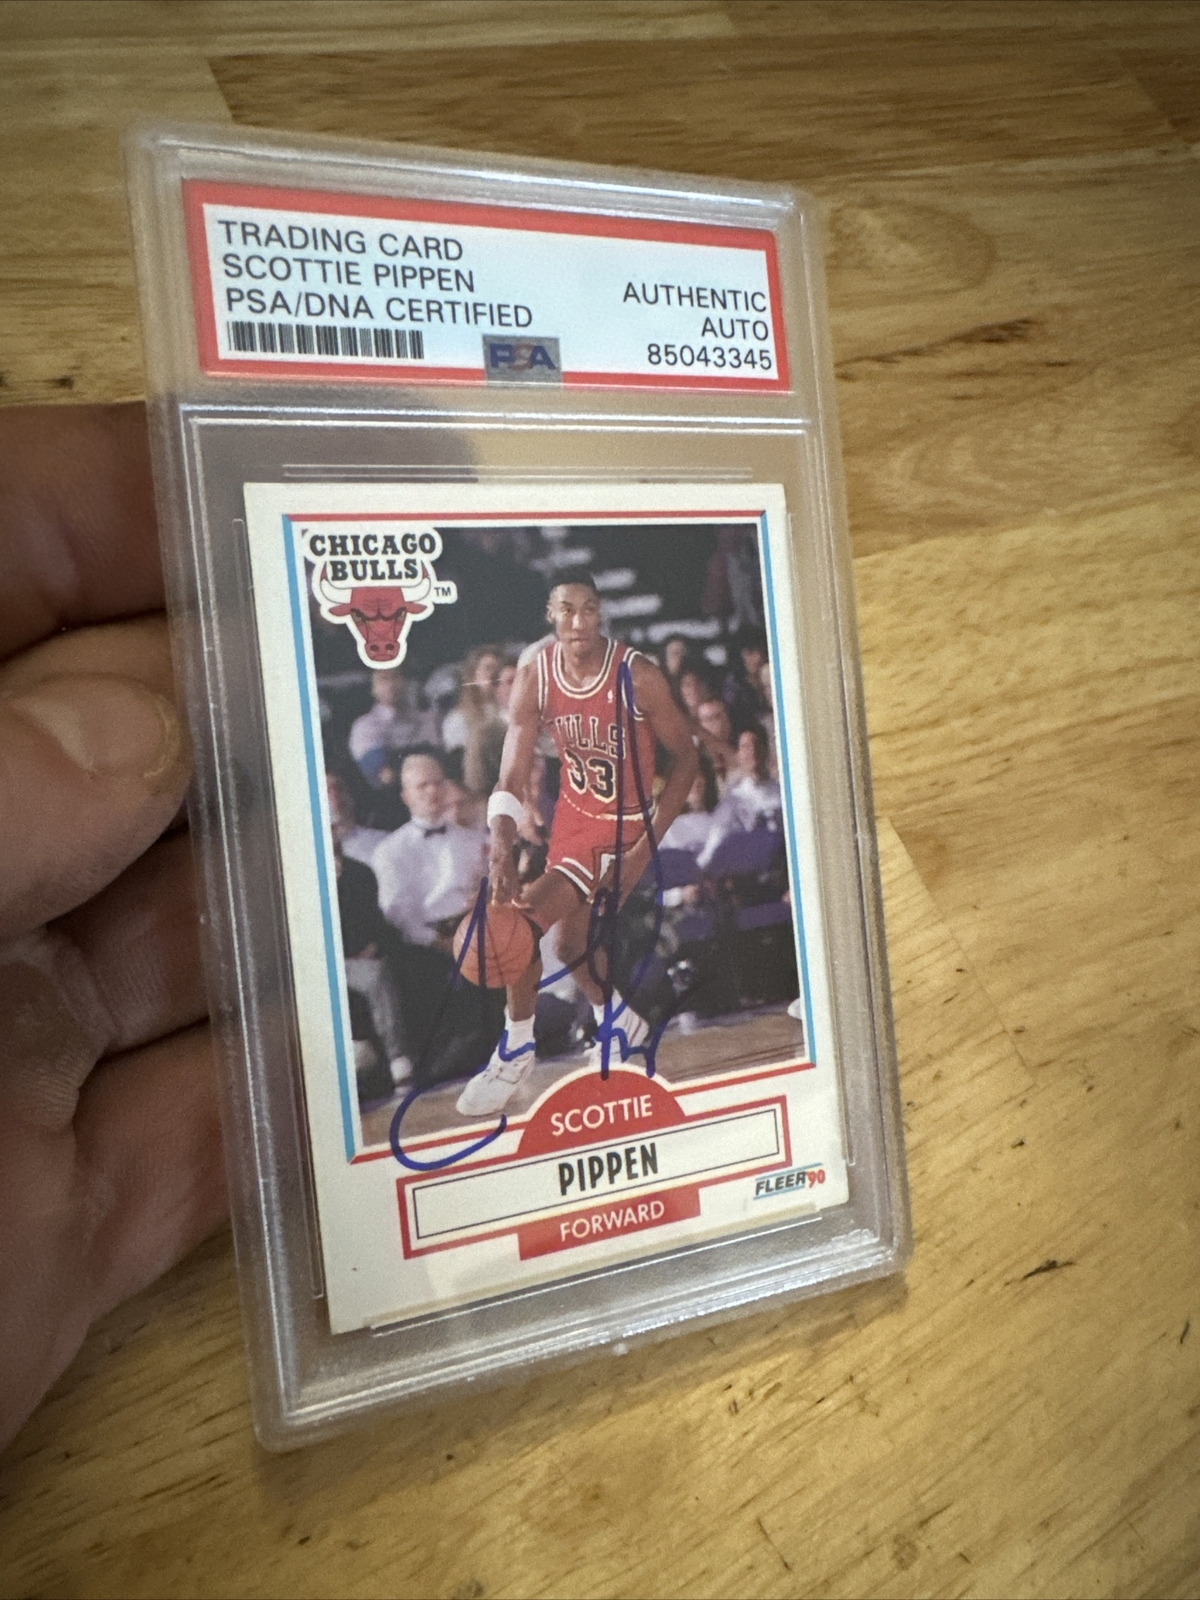 TRADING CARD
SCOTTIE PIPPEN
PSA/DNA CERTIFIED
AUTHENTIC
AUTO
85043345
PSA
CHICAGO
BULLS
TM
33
SCOTTIE
PIPPEN
FORWARD
FLEER'90